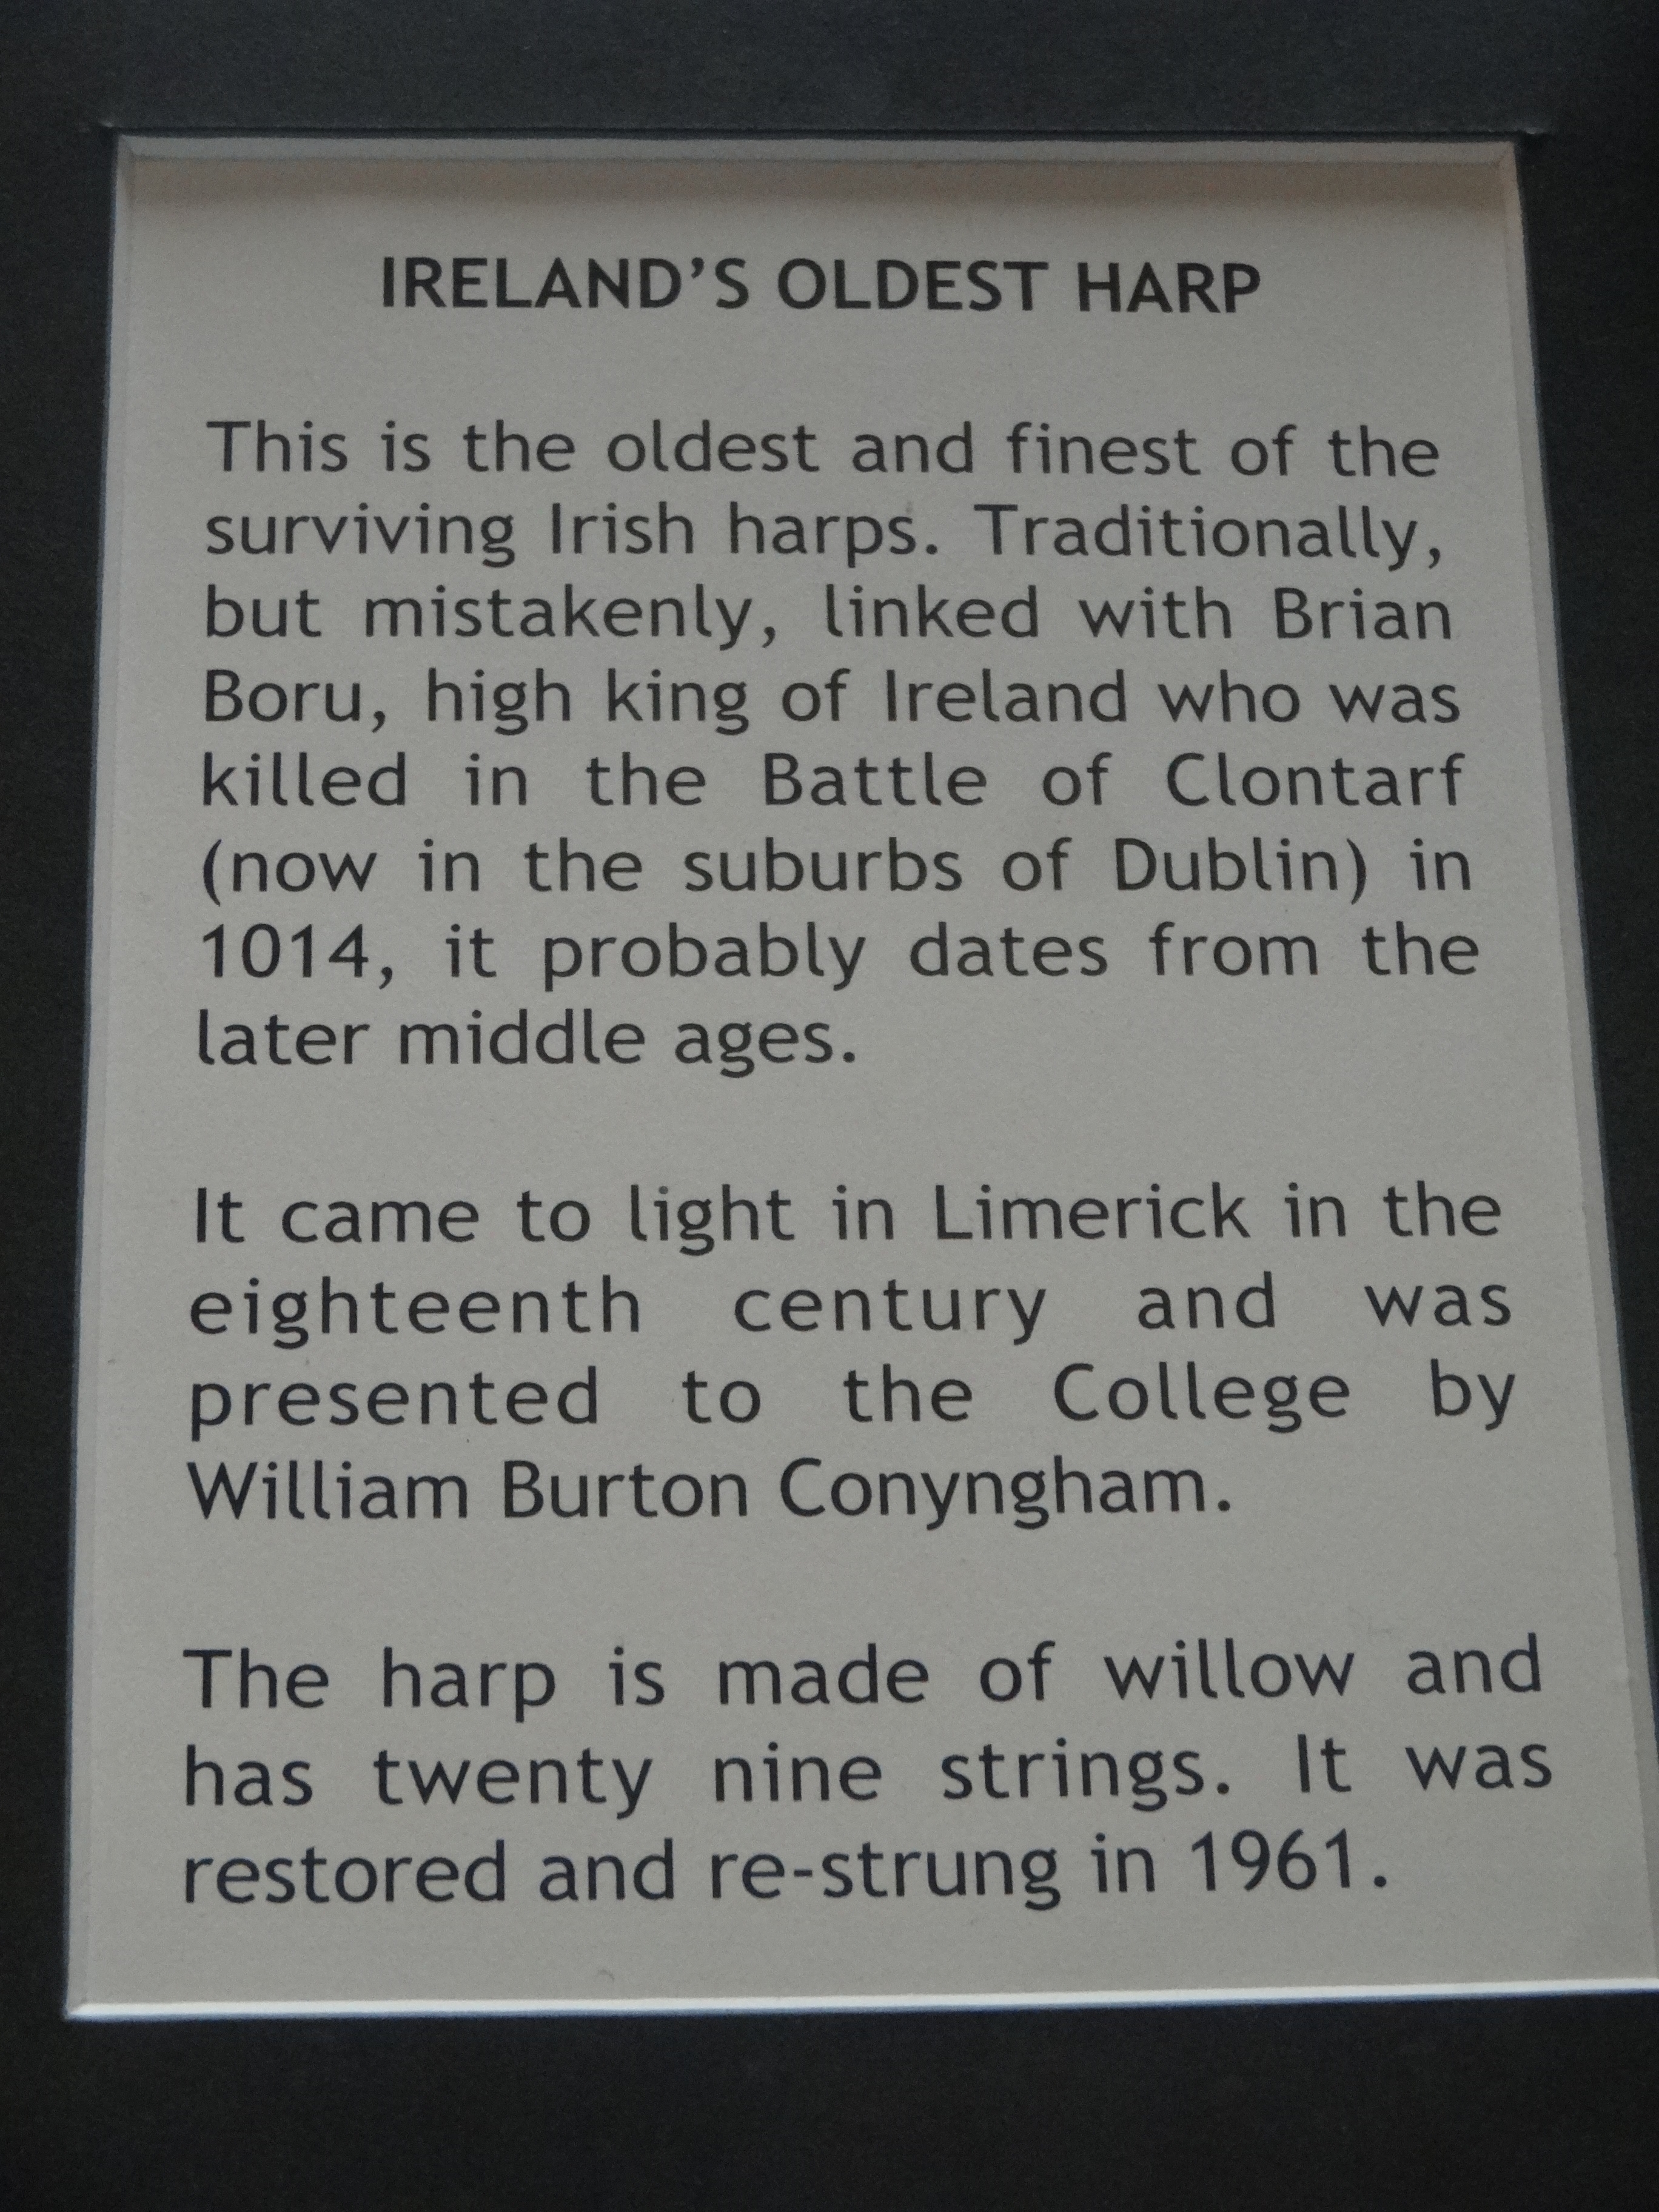 IRELAND’S OLDEST HARP
This is the oldest and finest of the
surviving Irish harps. Traditionally,
but mistakenly, linked with Brian
Boru, high king of Ireland who was
killed in the Battle of Clontarf
(now in the suburbs of Dublin) in
1014, it probably dates from the
later middle ages.
It came to light in Limerick in the
eighteenth century and was
presented to the College by
William Burton Conyngham.
The harp is made of willow and
has twenty nine strings. It was
restored and re-strung in 1961.